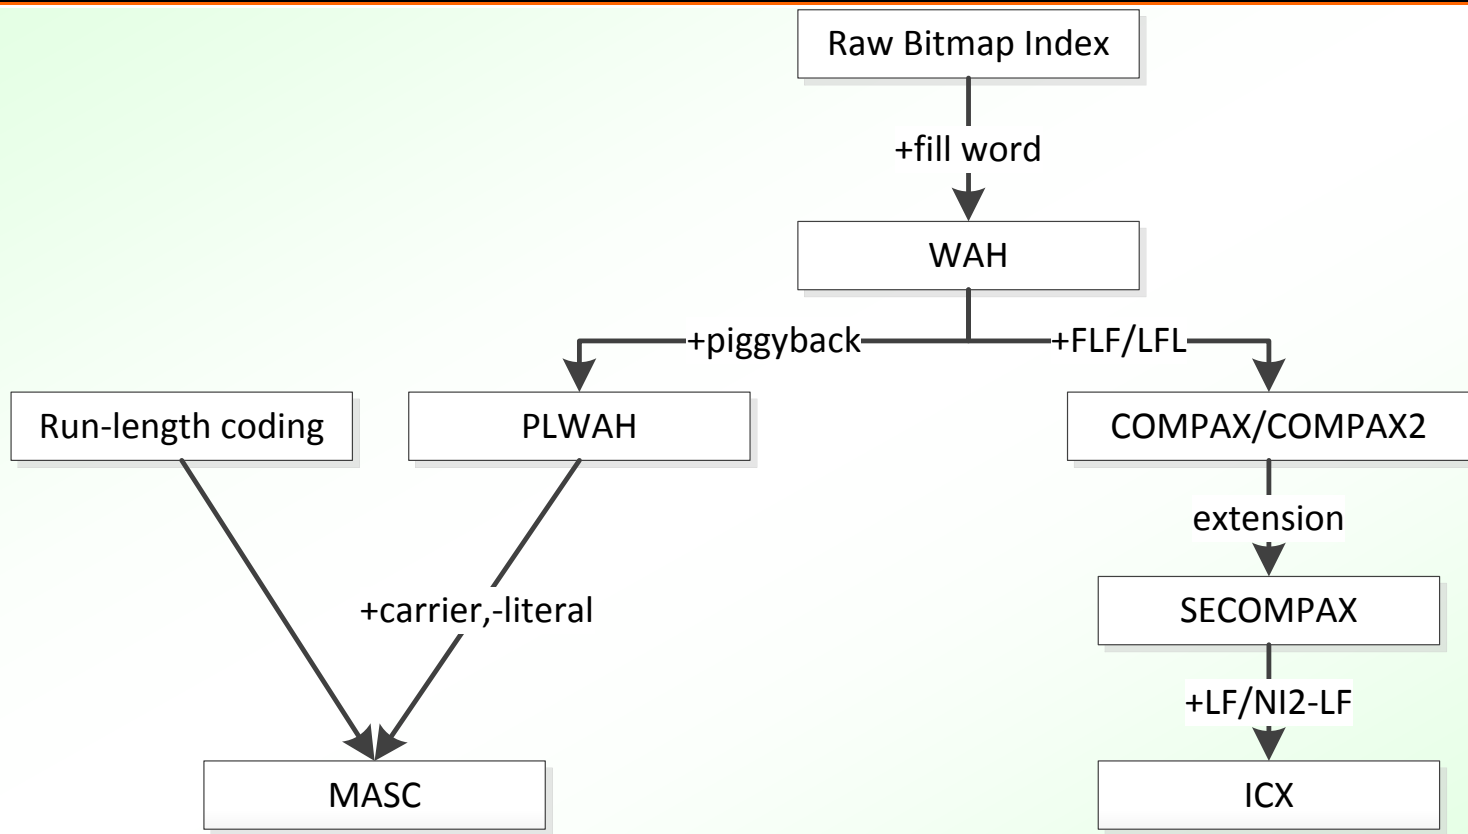 Raw Bitmap Index
+fill word
WAH
+piggyback
+FLF/LFL
Run-length coding
PLWAH
COMPAX/COMPAX2
extension
+carrier,-literal
SECOMPAX
+LF/NI2-LF
MASC
ICX